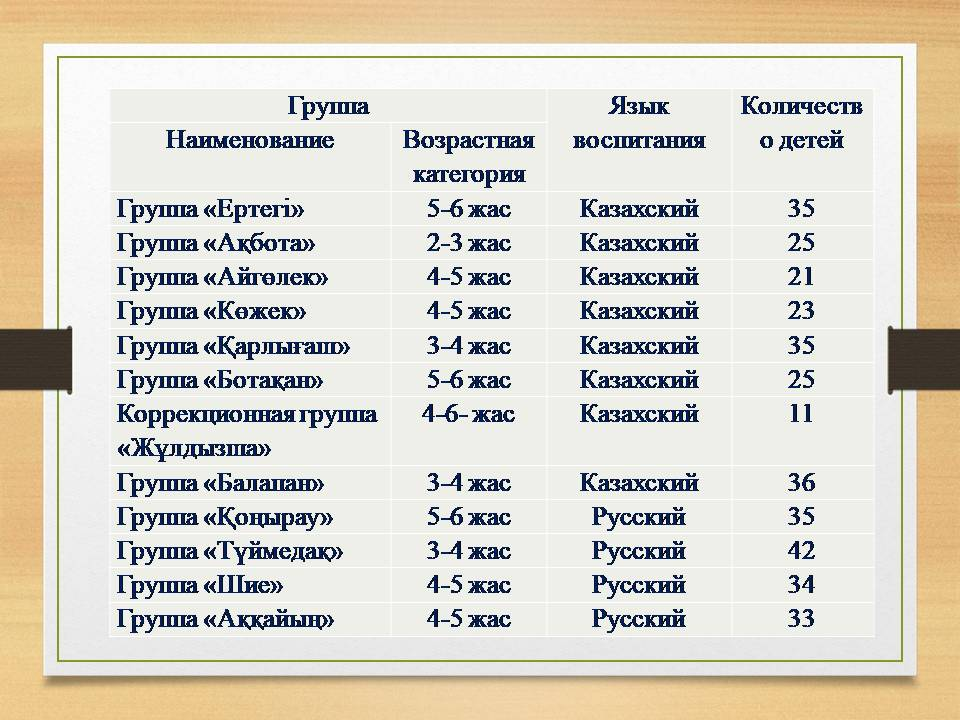 Группа
Язык воспитания
Количеств
о детей
Наименование
Возрастная категория
Группа «Ертегі» 5-6 жас Казахский 35
Группа «Ақбота» 2-3 жас Казахский 25
Группа «Айгөлек» 4-5 жас Казахский 21
Группа «Көжек» 4-5 жас Казахский 23
Группа «Қарлығаш» 3-4 жас Казахский 35
Группа «Ботақан» 5-6 жас Казахский 25
Коррекционная группа 4-6- жас Казахский 11
«Жұлдызша»
Группа «Балапан» 3-4 жас Казахский 36
Группа «Қоңырау» 5-6 жас Русский 35
Группа «Түймедақ» 3-4 жас Русский 42
Группа «Шие» 4-5 жас Русский 34
Группа «Аққайың» 4-5 жас Русский 33